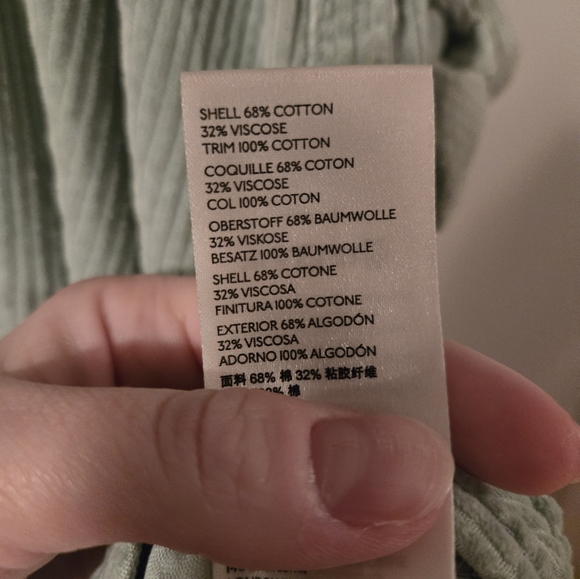 SHELL 68% COTTON
32% VISCOSE
TRIM 100% COTTON
COQUILLE 68% COTON
32% VISCOSE
COL 100% COTON
OBERSTOFF 68% BAUMWOLLE
32% VISKOSE
BESATZ 100% BAUMWOLLE
SHELL 68% COTONE
32% VISCOSA
FINITURA 100% COTONE
EXTERIOR 68% ALGODÓN
32% VISCOSA
ADORNO 100% ALGODÓN
面料 68% 棉 32% 粘胶纤维
棉